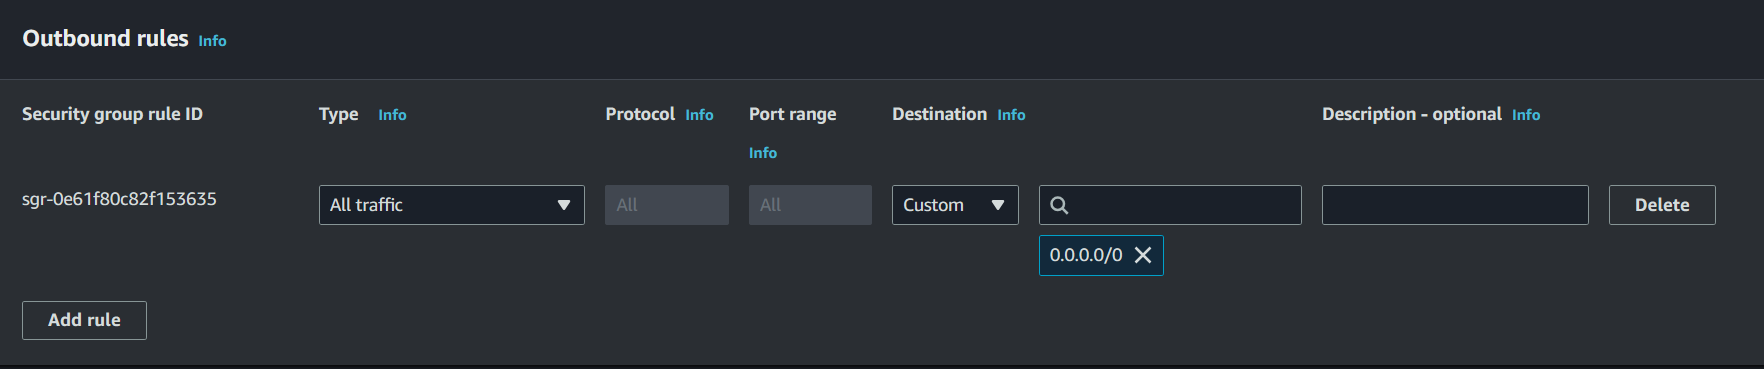 Outbound rules Info
Security group rule ID Type Info Protocol Info Port range Info Destination Info Description - optional Info
sgr-0e61f80c82f153635 All traffic All All Custom Delete
0.0.0.0/0
Add rule